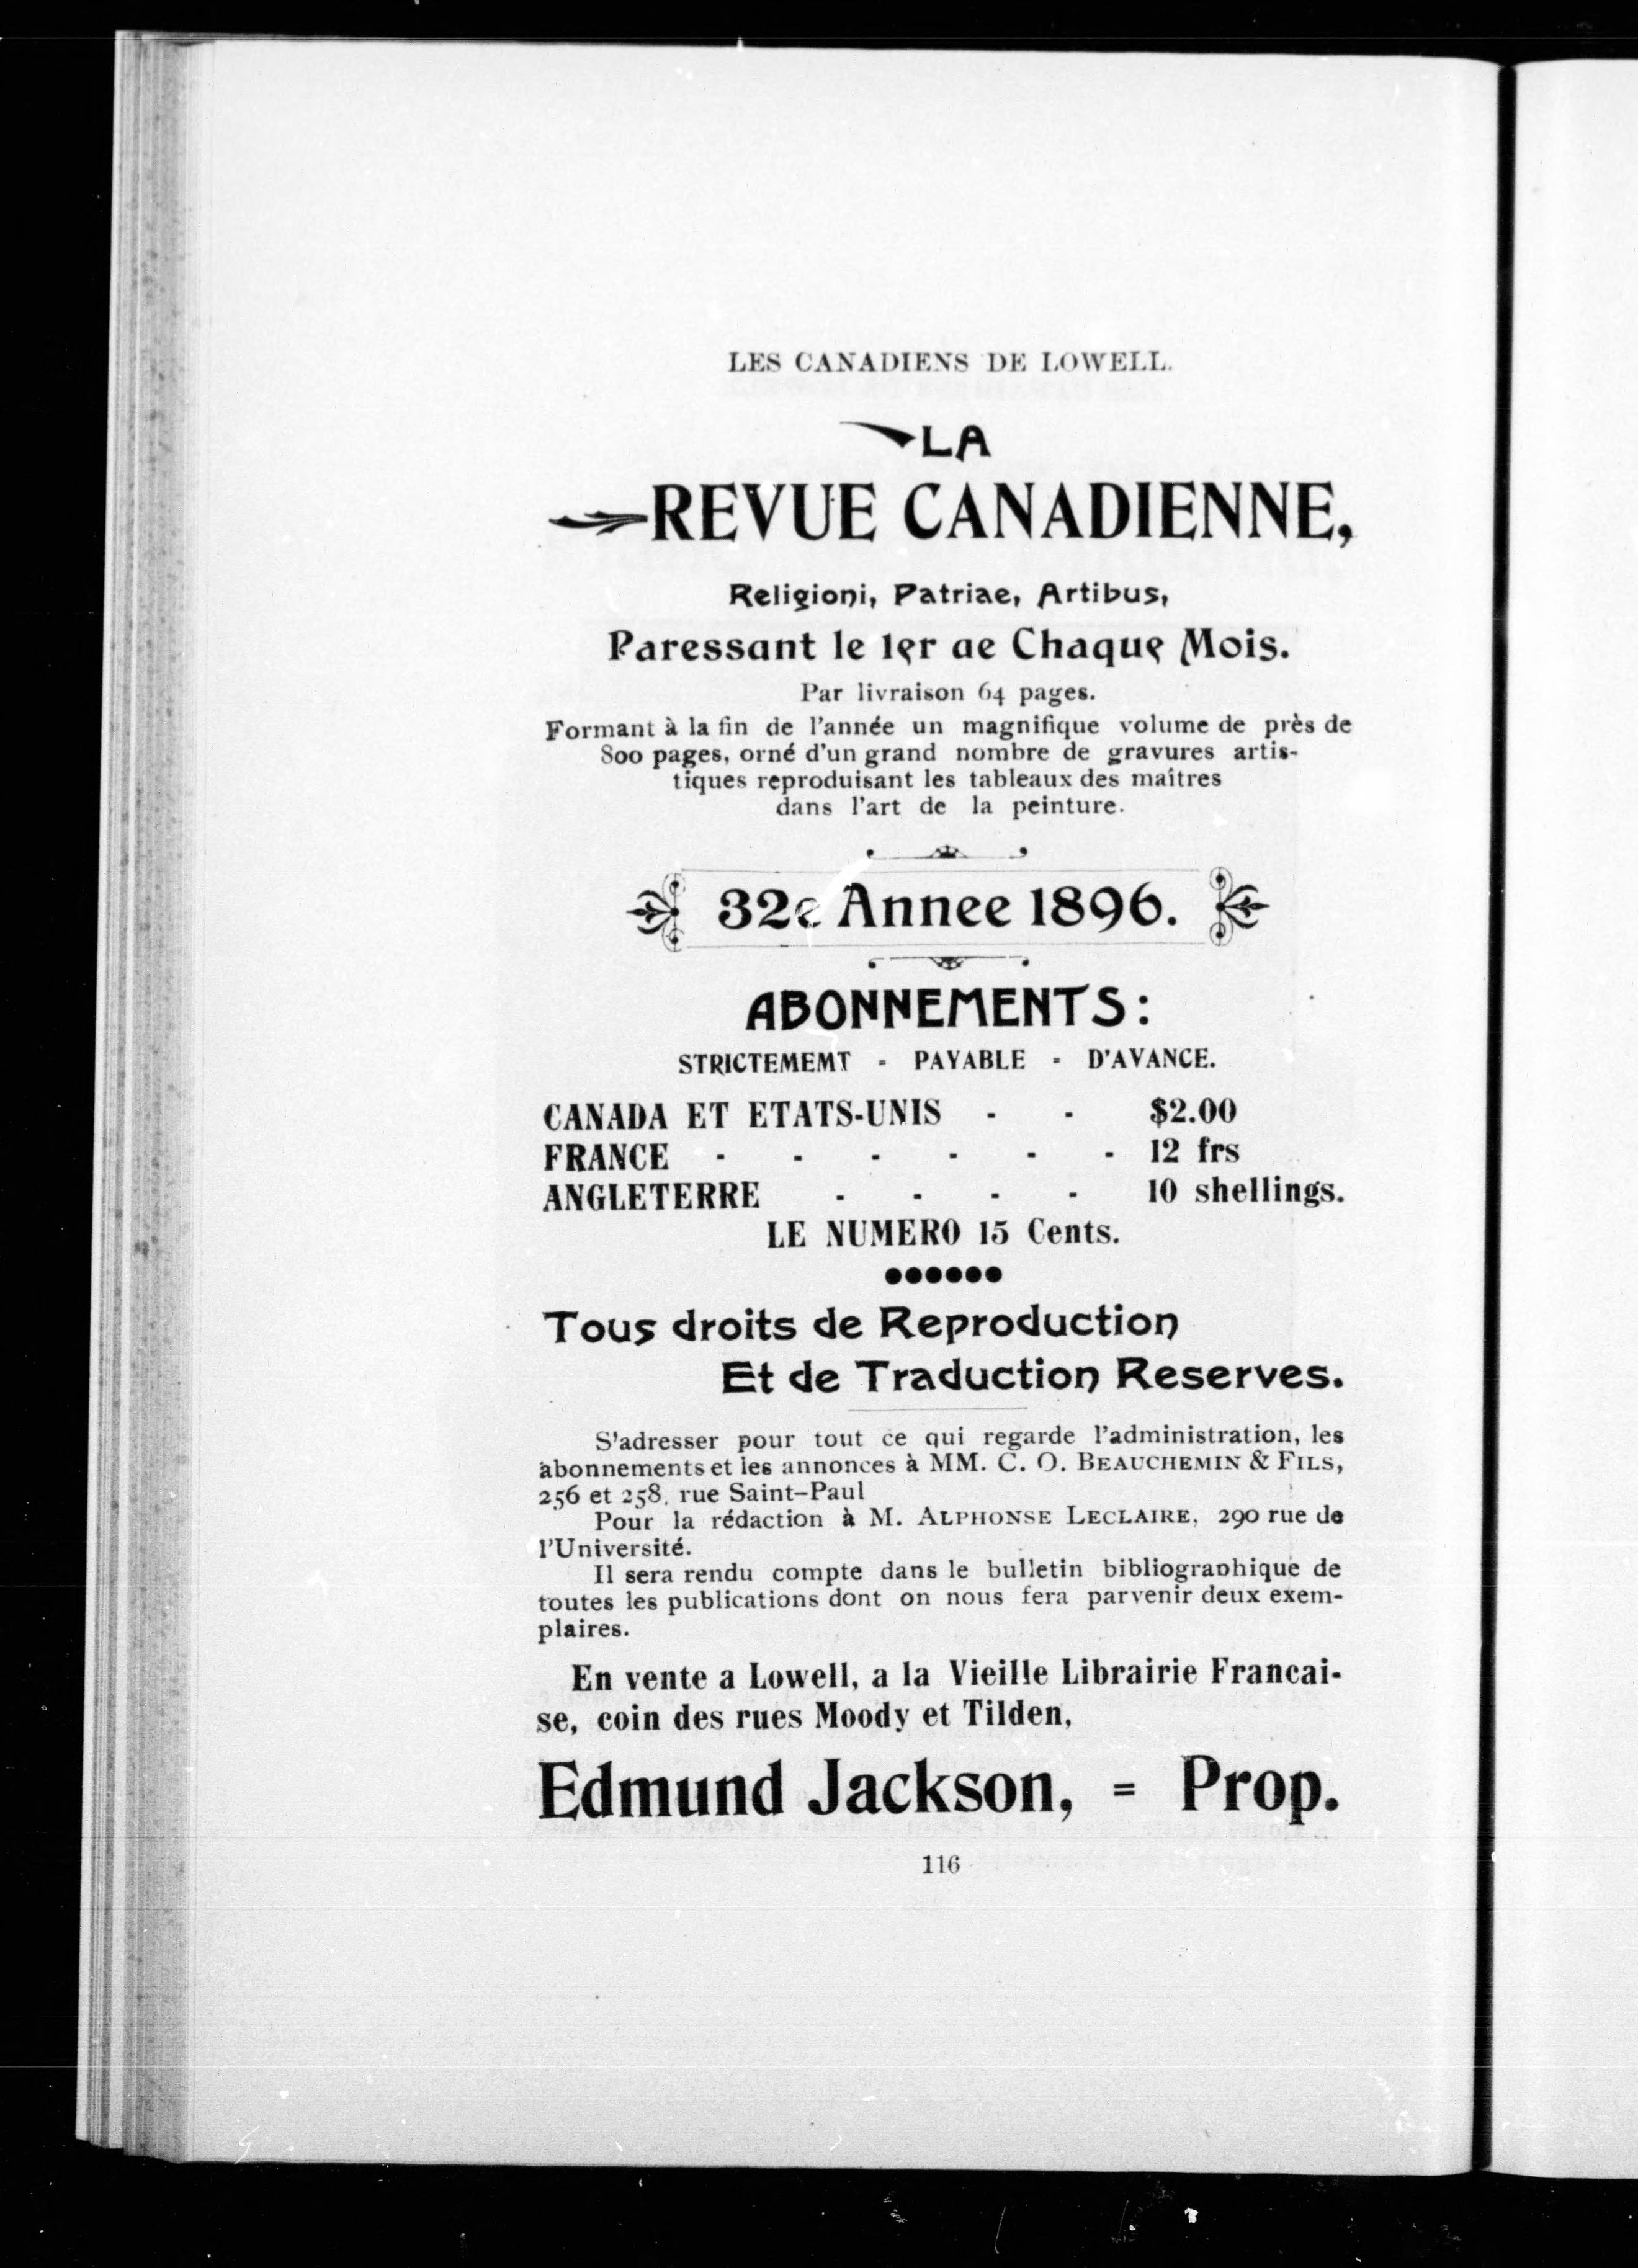 LES CANADIENS DE LOWELL.
LA
REVUE CANADIENNE,
Religioni, Patriae, Artibus,
Paressant le 1er ae Chaque Mois.
Par livraison 64 pages.
Formant à la fin de l'année un magnifique volume de près de
800 pages, orné d'un grand nombre de gravures artis-
tiques reproduisant les tableaux des maîtres
dans l'art de la peinture.
32e Annee 1896.
ABONNEMENTS:
STRICTEMEMT - PAYABLE - D'AVANCE.
CANADA ET ETATS-UNIS - - $2.00
FRANCE - - - - - - 12 frs
ANGLETERRE - - - - 10 shellings.
LE NUMERO 15 Cents.
Tous droits de Reproduction
Et de Traduction Reserves.
S'adresser pour tout ce qui regarde l'administration, les
abonnements et les annonces à MM. C. O. BEAUCHEMIN & FILS,
256 et 258, rue Saint-Paul
Pour la rédaction à M. ALPHONSE LECLAIRE, 290 rue de
l'Université.
Il sera rendu compte dans le bulletin bibliographique de
toutes les publications dont on nous fera parvenir deux exem-
plaires.
En vente a Lowell, a la Vieille Librairie Francai-
se, coin des rues Moody et Tilden,
Edmund Jackson, = Prop.
116